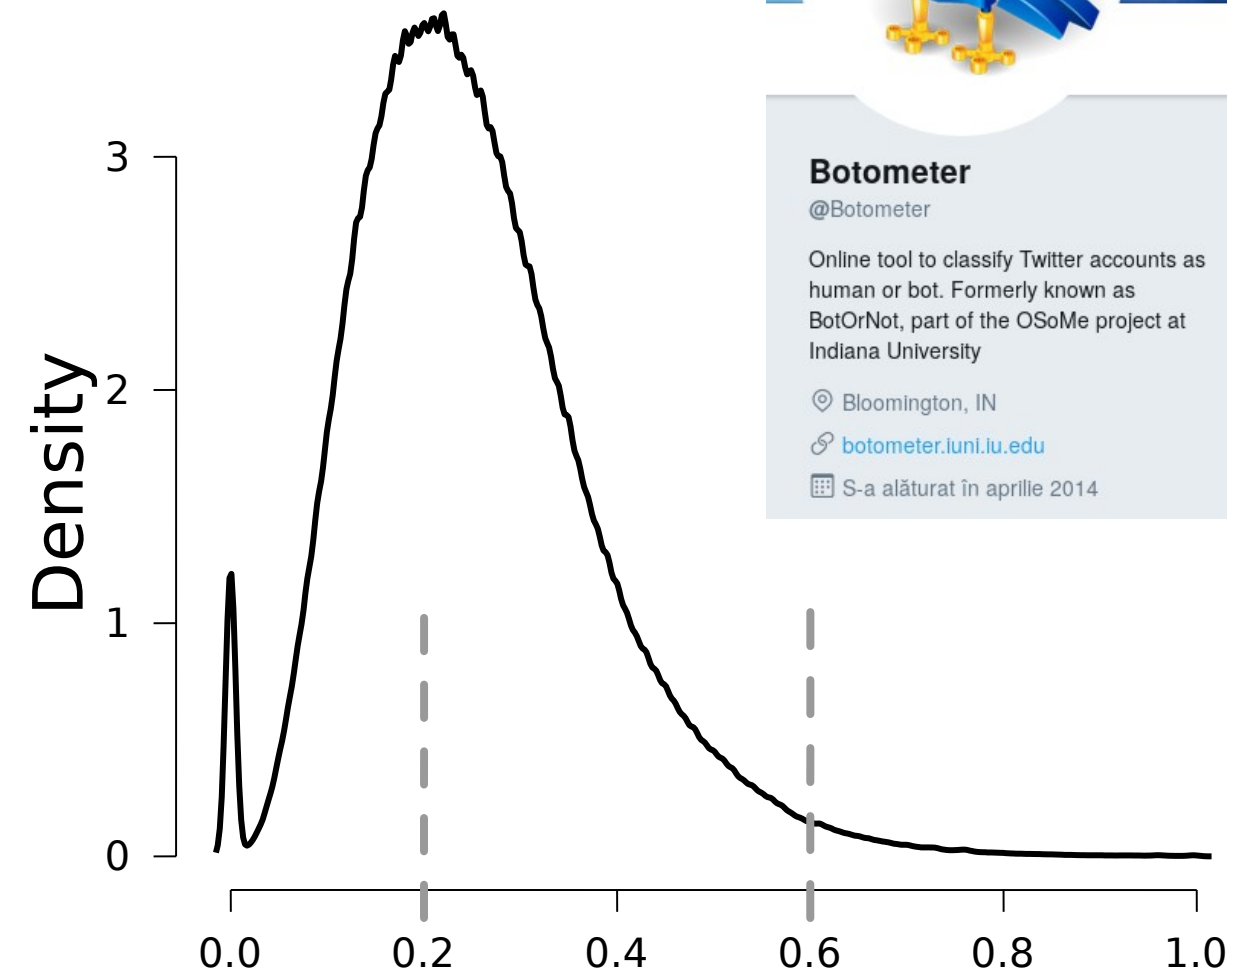 Density
3
2
1
0
0.0 0.2 0.4 0.6 0.8 1.0
Botometer
@Botometer
Online tool to classify Twitter accounts as
human or bot. Formerly known as
BotOrNot, part of the OSoMe project at
Indiana University
Bloomington, IN
botometer.iuni.iu.edu
S-a alăturat în aprilie 2014